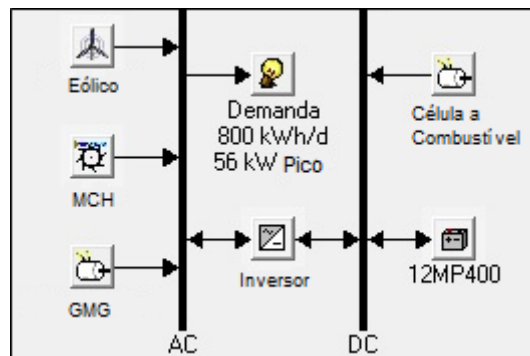 Eólico
Demanda
800 kWh/d
56 kW Pico
Célula a
Combustível
MCH
Inversor
12MP400
GMG
AC
DC